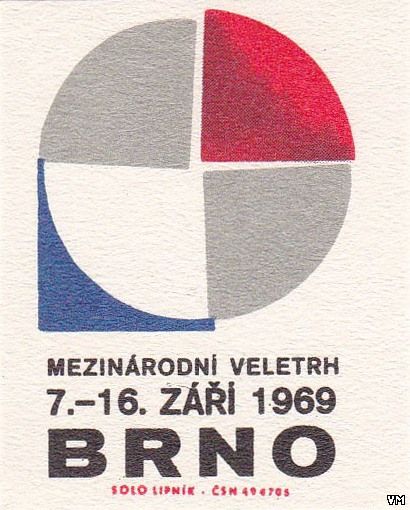 MEZINÁRODNÍ VELETRH
7.–16. ZÁŘÍ 1969
BRNO
SOLO LIPNÍK · ČSN 494705
VM